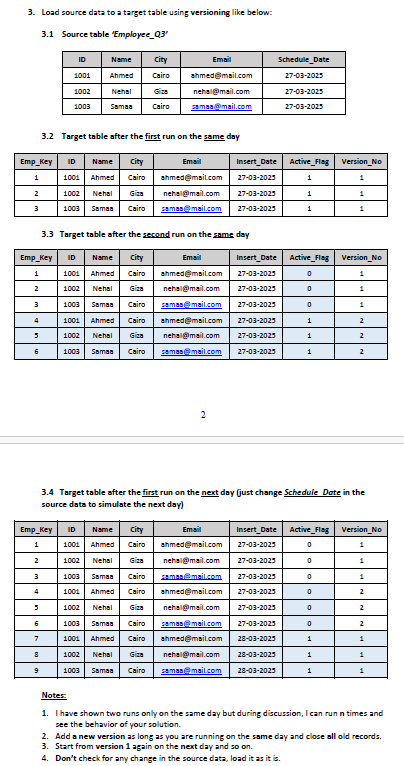 3. Load source data to a target table using versioning like below:
3.1 Source table 'Employee_Q3'
ID Name City Email Schedule_Date
1001 Ahmed Cairo ahmed@mail.com 27-03-2025
1002 Nehal Giza nehal@mail.com 27-03-2025
1003 Samaa Cairo samaa@mail.com 27-03-2025
3.2 Target table after the first run on the same day
Emp_Key ID Name City Email Insert_Date Active_Flag Version_No
1 1001 Ahmed Cairo ahmed@mail.com 27-03-2025 1 1
2 1002 Nehal Giza nehal@mail.com 27-03-2025 1 1
3 1003 Samaa Cairo samaa@mail.com 27-03-2025 1 1
3.3 Target table after the second run on the same day
Emp_Key ID Name City Email Insert_Date Active_Flag Version_No
1 1001 Ahmed Cairo ahmed@mail.com 27-03-2025 0 1
2 1002 Nehal Giza nehal@mail.com 27-03-2025 0 1
3 1003 Samaa Cairo samaa@mail.com 27-03-2025 0 1
4 1001 Ahmed Cairo ahmed@mail.com 27-03-2025 1 2
5 1002 Nehal Giza nehal@mail.com 27-03-2025 1 2
6 1003 Samaa Cairo samaa@mail.com 27-03-2025 1 2
2
3.4 Target table after the first run on the next day (just change Schedule_Date in the
source data to simulate the next day)
Emp_Key ID Name City Email Insert_Date Active_Flag Version_No
1 1001 Ahmed Cairo ahmed@mail.com 27-03-2025 0 1
2 1002 Nehal Giza nehal@mail.com 27-03-2025 0 1
3 1003 Samaa Cairo samaa@mail.com 27-03-2025 0 1
4 1001 Ahmed Cairo ahmed@mail.com 27-03-2025 0 2
5 1002 Nehal Giza nehal@mail.com 27-03-2025 0 2
6 1003 Samaa Cairo samaa@mail.com 27-03-2025 0 2
7 1001 Ahmed Cairo ahmed@mail.com 28-03-2025 1 1
8 1002 Nehal Giza nehal@mail.com 28-03-2025 1 1
9 1003 Samaa Cairo samaa@mail.com 28-03-2025 1 1
Notes:
1. I have shown two runs only on the same day but during discussion, I can run n times and
see the behavior of your solution.
2. Add a new version as long as you are running on the same day and close all old records.
3. Start from version 1 again on the next day and so on.
4. Don't check for any change in the source data, load it as it is.